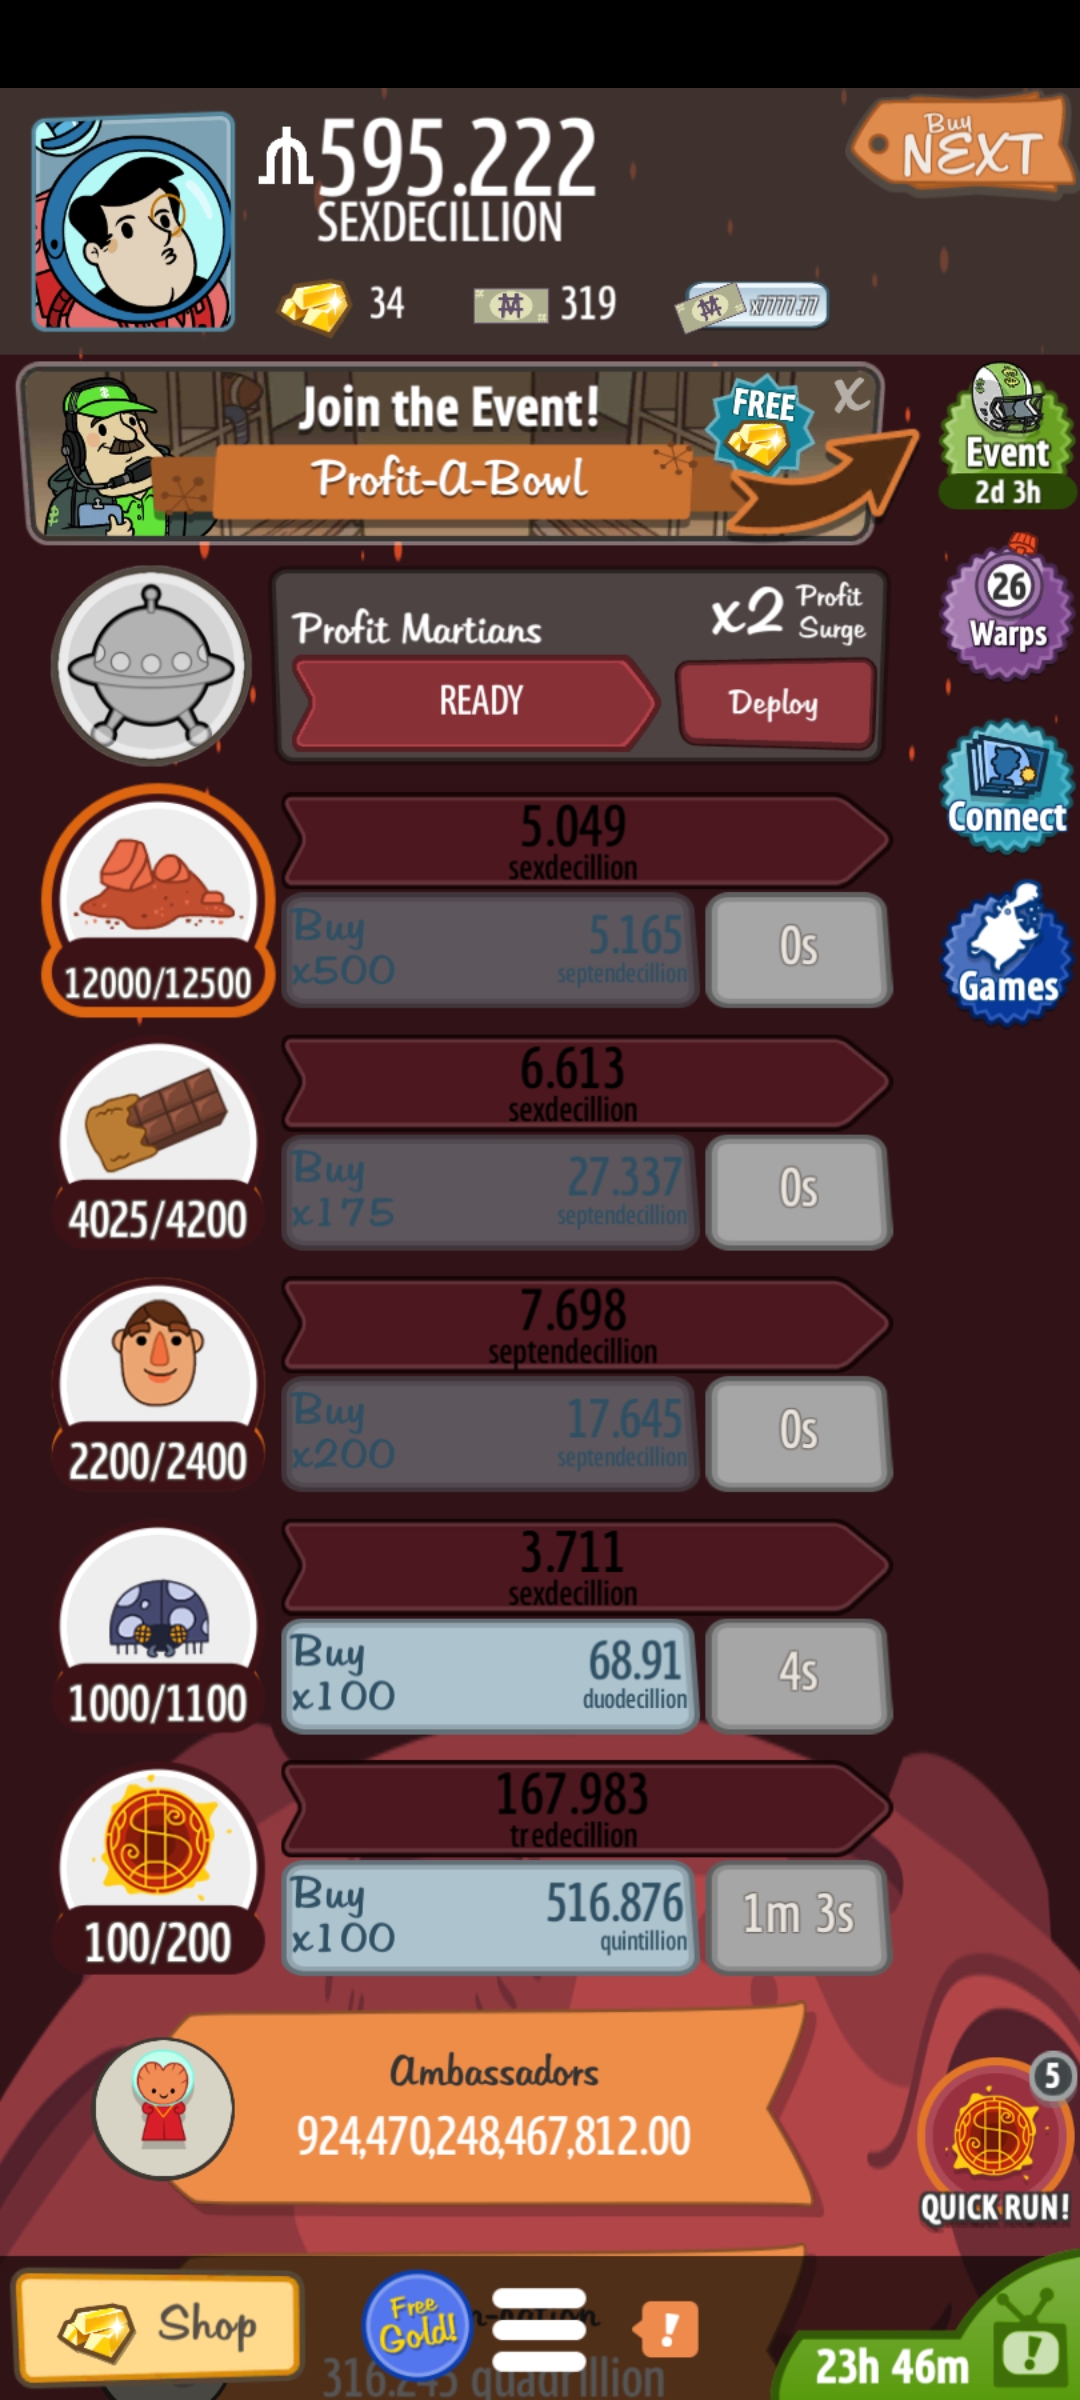 595.222
SEXDECILLION
Buy
NEXT
34
319
x7777.77
Join the Event!
FREE
X
Profit-A-Bowl
Event
2d 3h
Profit Martians
x2 Profit Surge
READY
Deploy
26
Warps
5.049
sexdecillion
Connect
12000/12500
Buy
x500
5.165
septendecillion
0s
Games
6.613
sexdecillion
4025/4200
Buy
x175
27.337
septendecillion
0s
7.698
septendecillion
2200/2400
Buy
x200
17.645
septendecillion
0s
3.711
sexdecillion
1000/1100
Buy
x100
68.91
duodecillion
4s
167.983
tredecillion
100/200
Buy
x100
516.876
quintillion
1m 3s
Ambassadors
924,470,248,467,812.00
5
QUICK RUN!
Shop
Free
Gold!
!
316.245 quadrillion
23h 46m
!